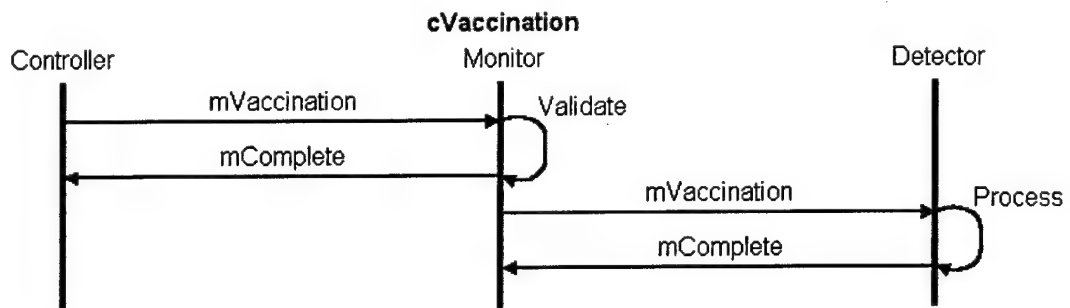 cVaccination
Controller
Monitor
Detector
mVaccination
Validate
mComplete
mVaccination
Process
mComplete